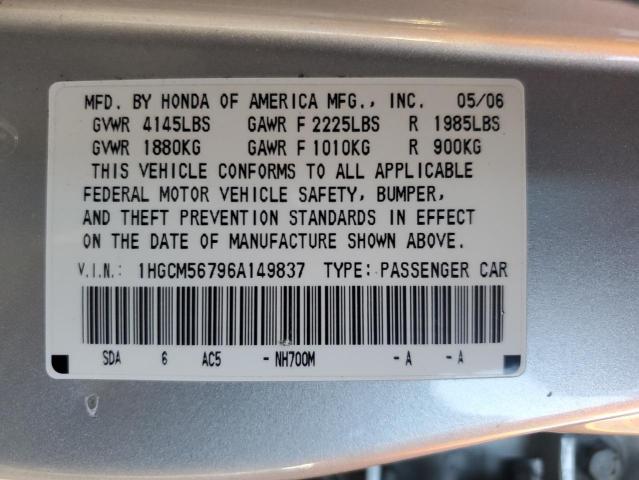 MFD. BY HONDA OF AMERICA MFG., INC. 05/06
GVWR 4145LBS GAWR F 2225LBS R 1985LBS
GVWR 1880KG GAWR F 1010KG R 900KG
THIS VEHICLE CONFORMS TO ALL APPLICABLE
FEDERAL MOTOR VEHICLE SAFETY, BUMPER,
AND THEFT PREVENTION STANDARDS IN EFFECT
ON THE DATE OF MANUFACTURE SHOWN ABOVE.
V.I.N.: 1HGCM56796A149837 TYPE: PASSENGER CAR
SDA 6 AC5 - NH700M - A - A